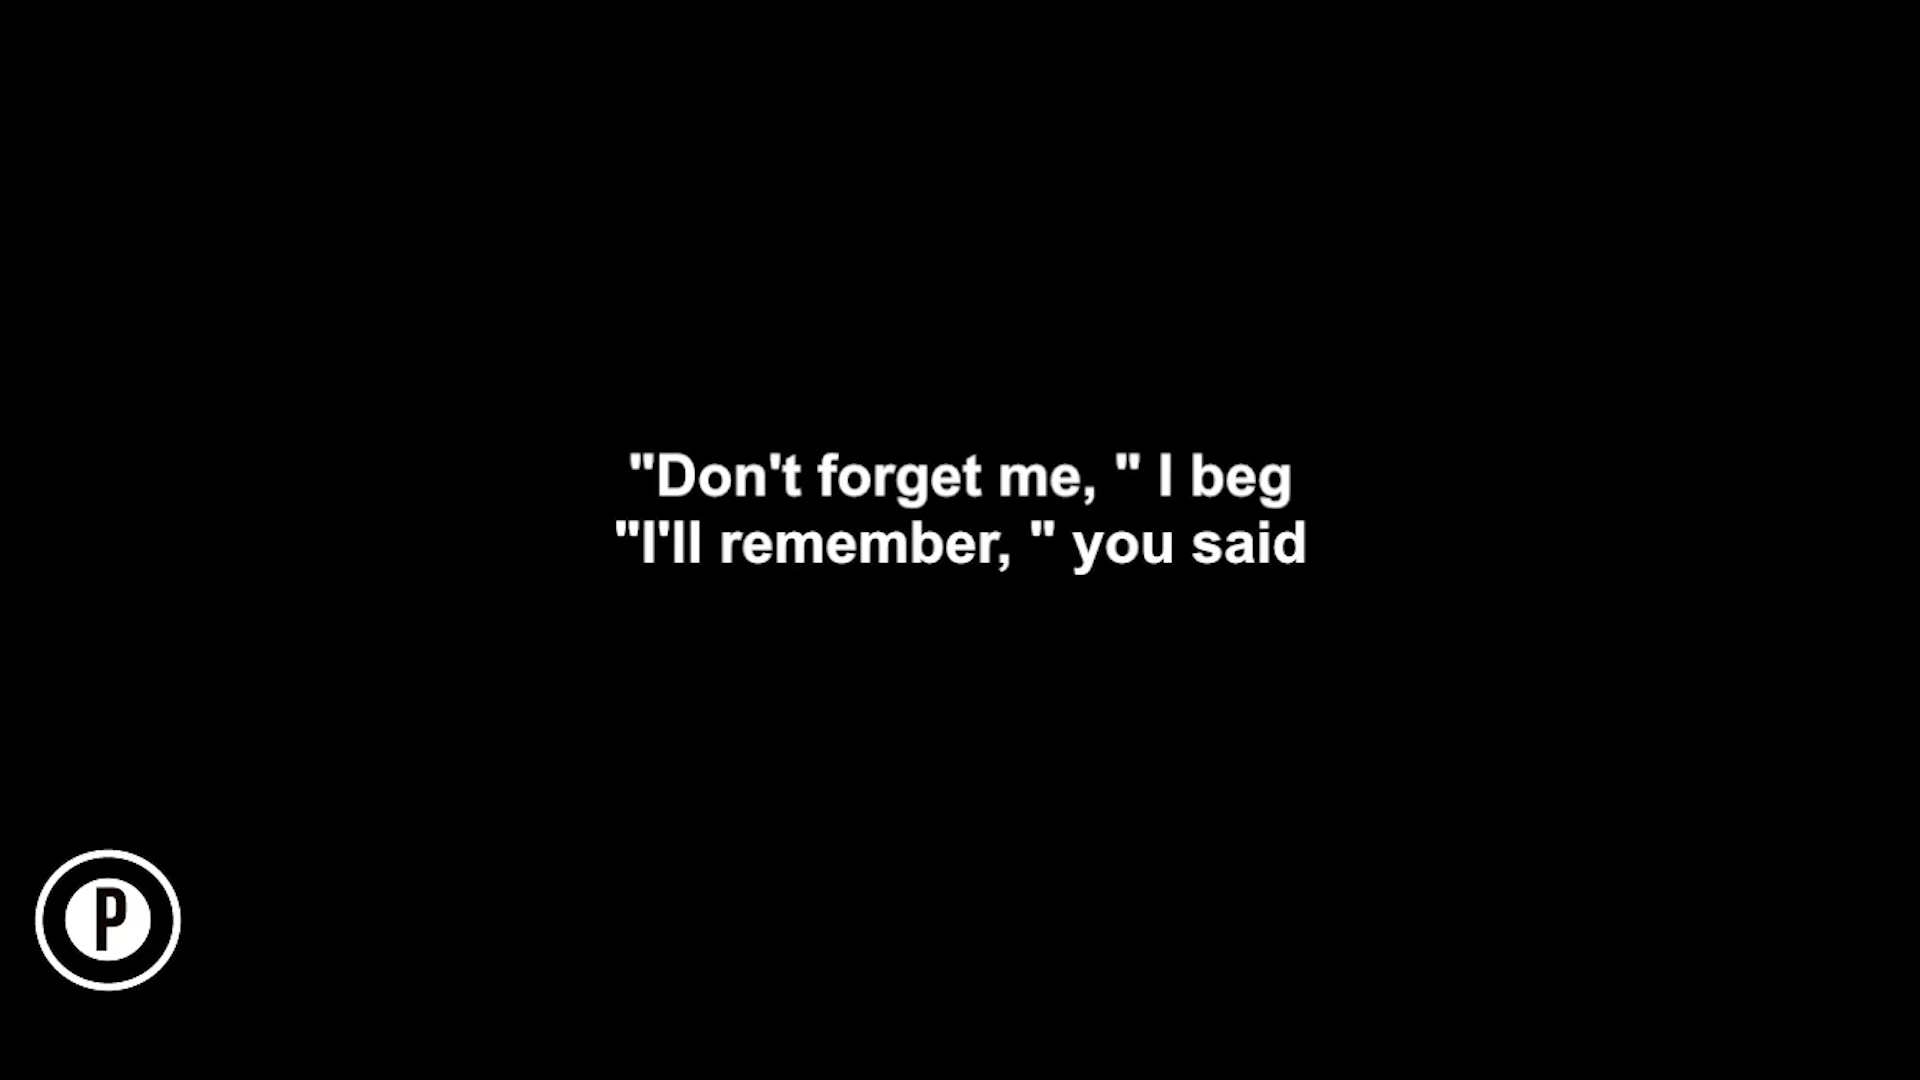 "Don't forget me, " I beg
"I'll remember, " you said
P